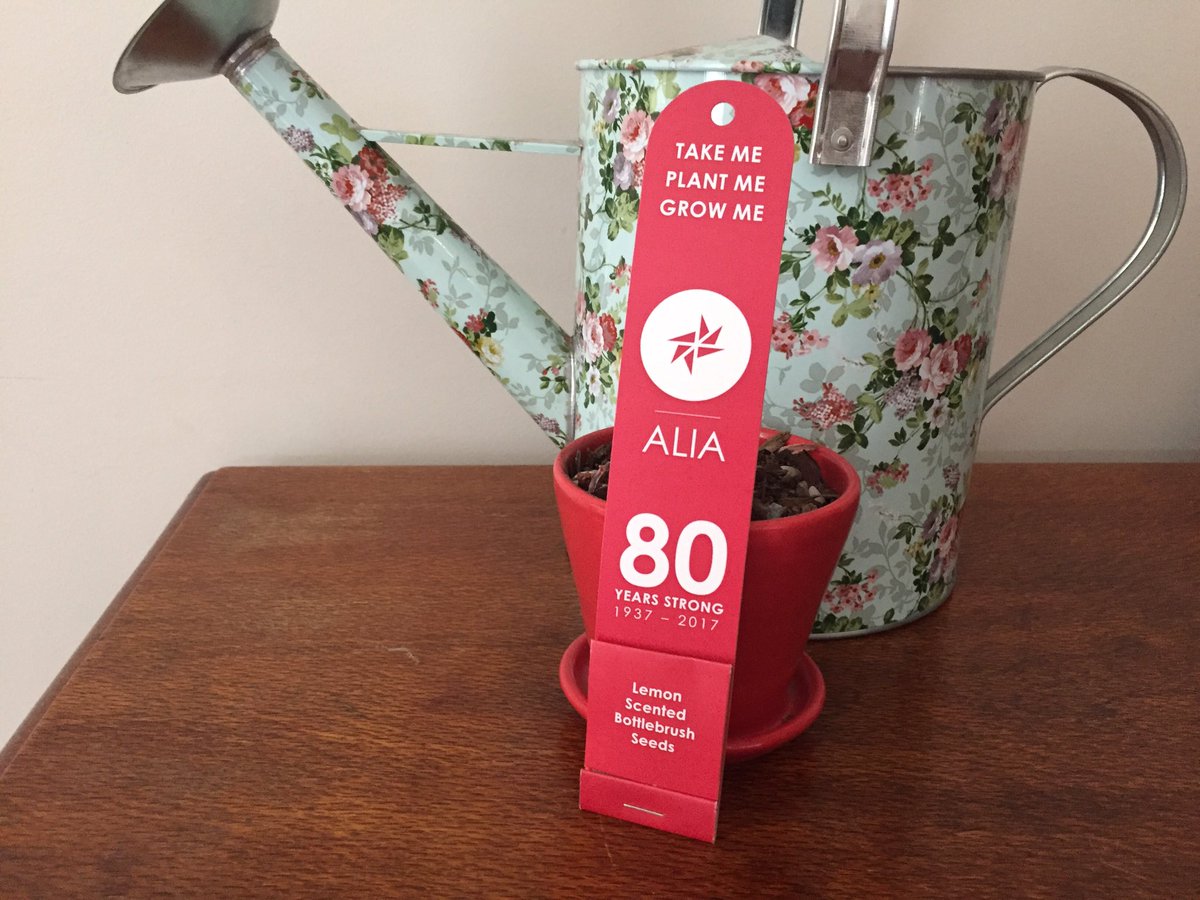 TAKE ME
PLANT ME
GROW ME
ALIA
80
YEARS STRONG
1937 – 2017
Lemon
Scented
Bottlebrush
Seeds